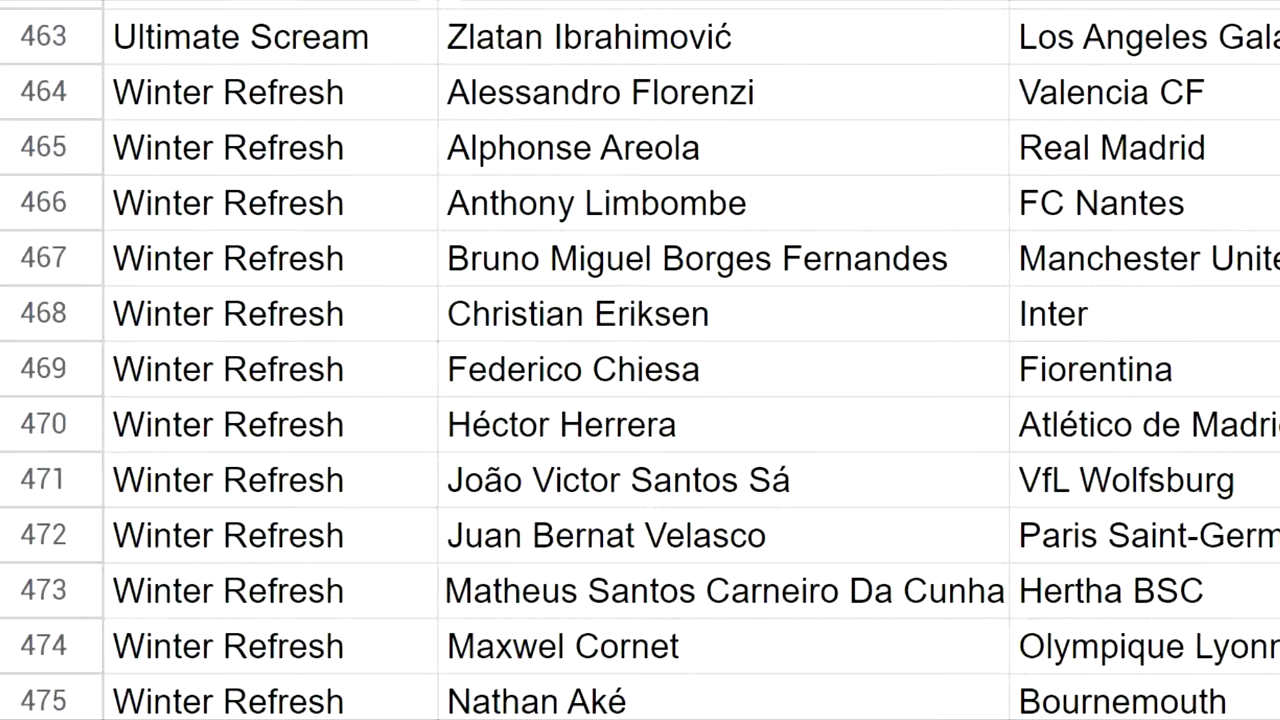 463 Ultimate Scream Zlatan Ibrahimović Los Angeles Gala
464 Winter Refresh Alessandro Florenzi Valencia CF
465 Winter Refresh Alphonse Areola Real Madrid
466 Winter Refresh Anthony Limbombe FC Nantes
467 Winter Refresh Bruno Miguel Borges Fernandes Manchester Unite
468 Winter Refresh Christian Eriksen Inter
469 Winter Refresh Federico Chiesa Fiorentina
470 Winter Refresh Héctor Herrera Atlético de Madri
471 Winter Refresh João Victor Santos Sá VfL Wolfsburg
472 Winter Refresh Juan Bernat Velasco Paris Saint-Germ
473 Winter Refresh Matheus Santos Carneiro Da Cunha Hertha BSC
474 Winter Refresh Maxwel Cornet Olympique Lyonn
475 Winter Refresh Nathan Aké Bournemouth